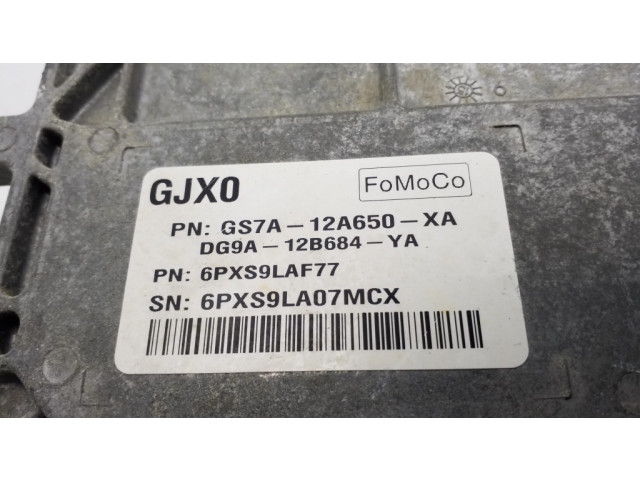 GJX0 FoMoCo
PN: GS7A-12A650-XA
DG9A-12B684-YA
PN: 6PXS9LAF77
SN: 6PXS9LA07MCX